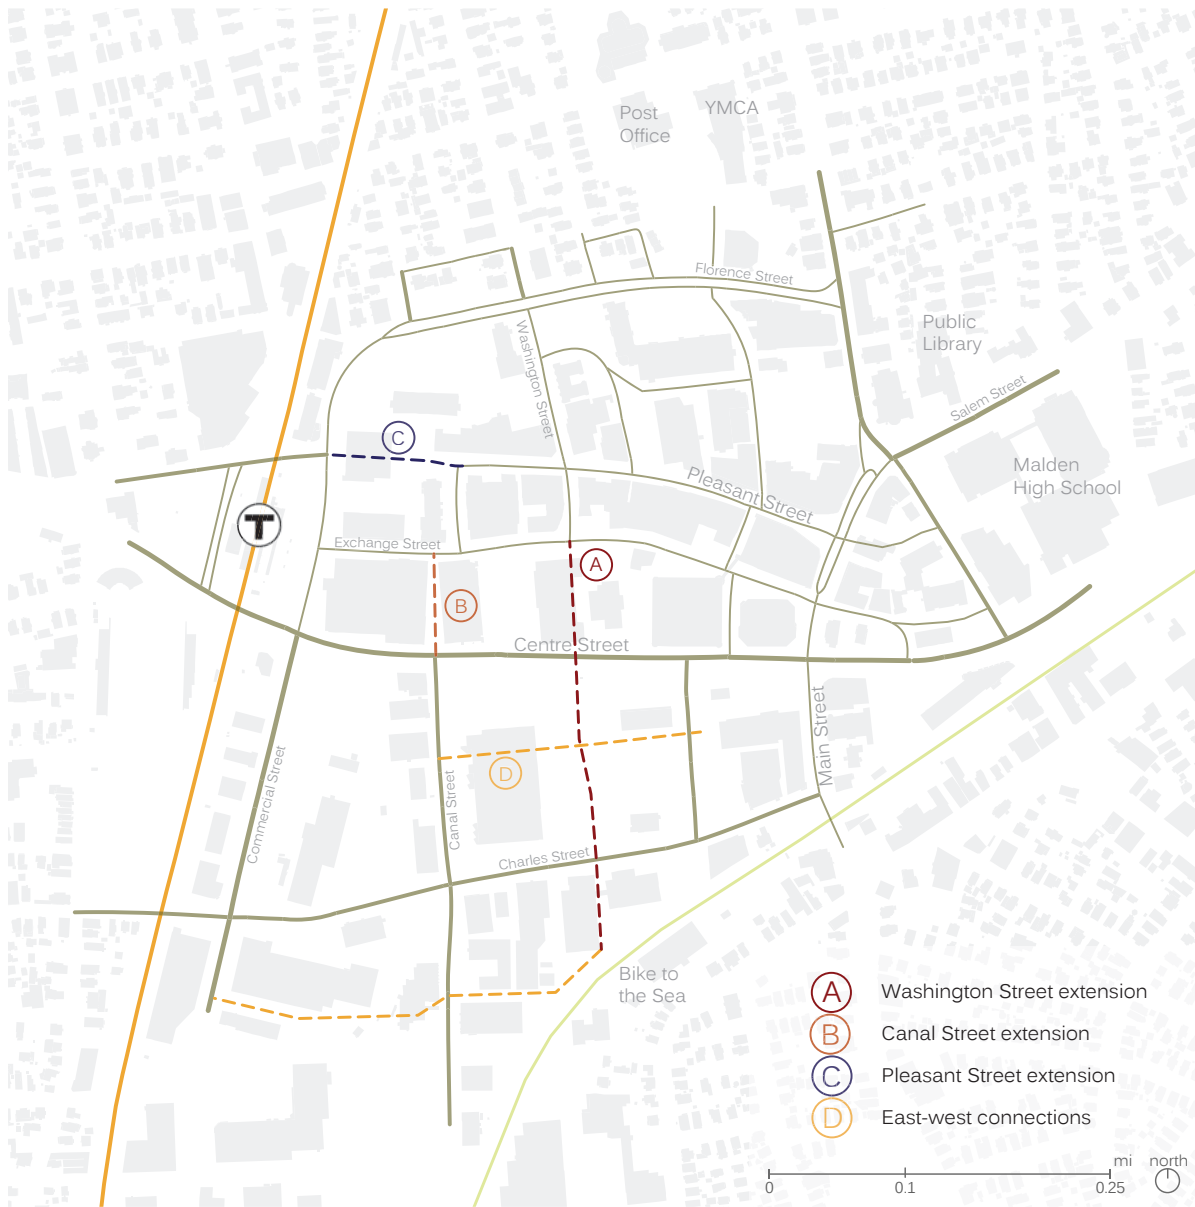 Post
Office
YMCA
Florence Street
Washington Street
Public
Library
Salem Street
C
Malden
High School
Pleasant Street
T
Exchange Street
A
B
Centre Street
Main Street
Commercial Street
D
Canal Street
Charles Street
Bike to
the Sea
A Washington Street extension
B Canal Street extension
C Pleasant Street extension
D East-west connections
mi north
0 0.1 0.25